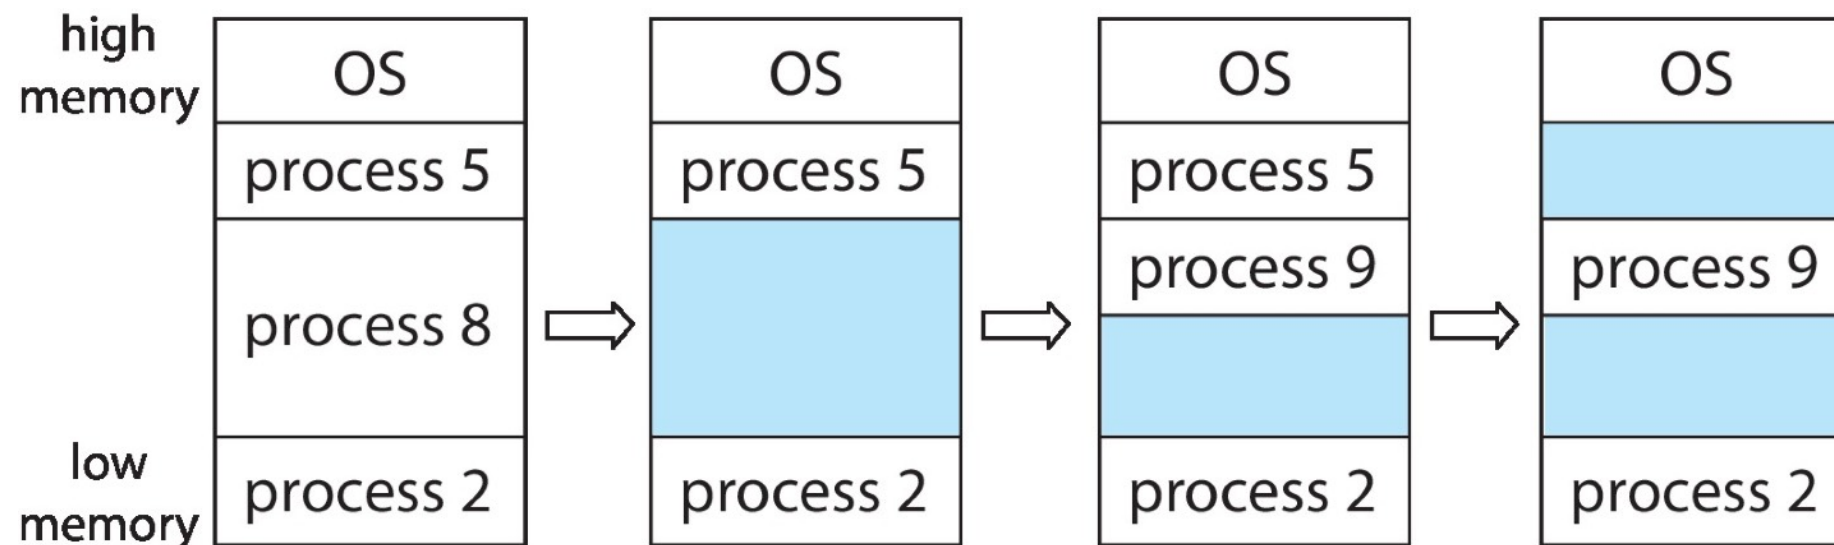 high
memory
OS
process 5
process 8
low
memory
process 2
OS
process 5
process 2
OS
process 5
process 9
process 2
OS
process 9
process 2